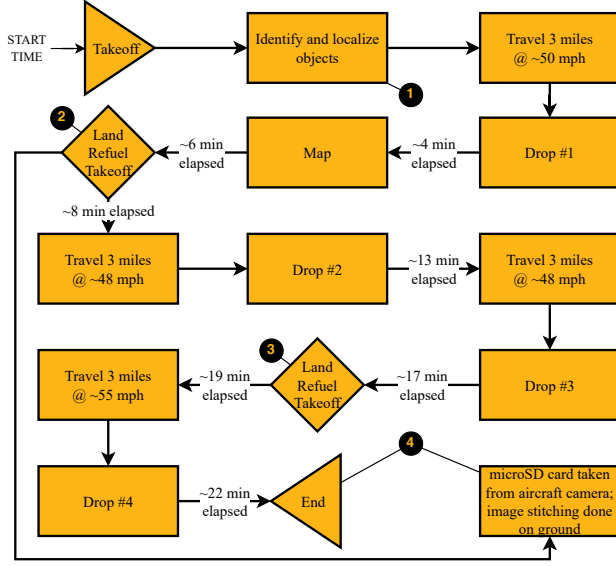 START
TIME
Takeoff
Identify and localize
objects
Travel 3 miles
@ ~50 mph
1
2
Land
Refuel
Takeoff
~6 min
elapsed
Map
~4 min
elapsed
Drop #1
~8 min elapsed
Travel 3 miles
@ ~48 mph
Drop #2
~13 min
elapsed
Travel 3 miles
@ ~48 mph
3
Travel 3 miles
@ ~55 mph
~19 min
elapsed
Land
Refuel
Takeoff
~17 min
elapsed
Drop #3
4
Drop #4
~22 min
elapsed
End
microSD card taken
from aircraft camera;
image stitching done
on ground